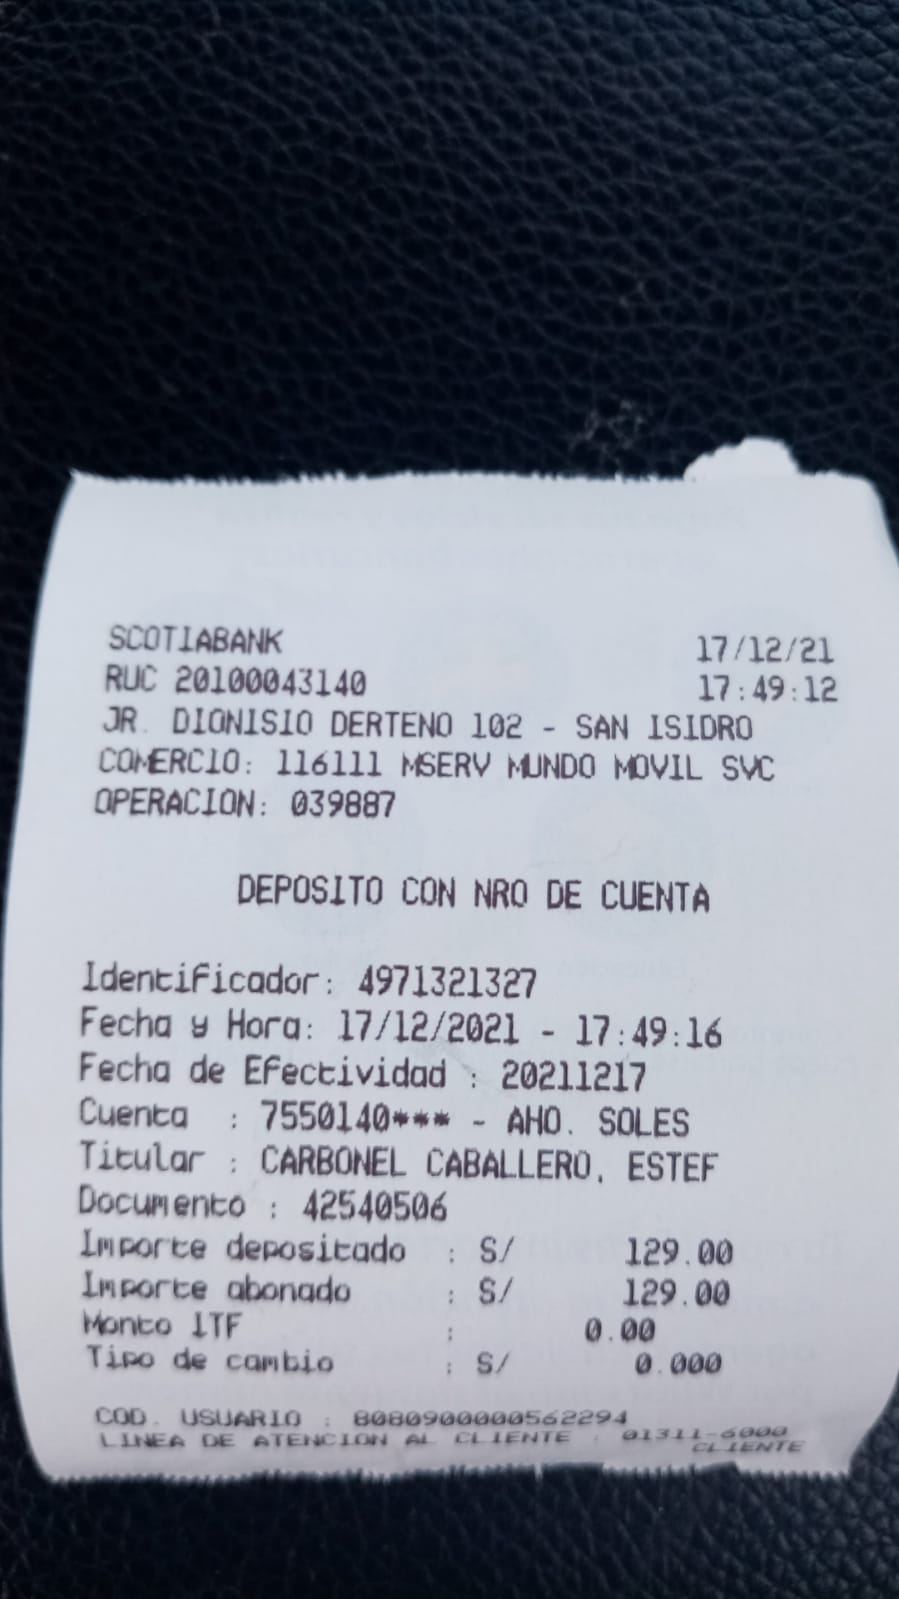 SCOTIABANK 17/12/21
RUC 20100043140 17:49:12
JR. DIONISIO DERTENO 102 - SAN ISIDRO
COMERCIO: 116111 MSERV MUNDO MOVIL SVC
OPERACION: 039887
DEPOSITO CON NRO DE CUENTA
Identificador: 4971321327
Fecha y Hora: 17/12/2021 - 17:49:16
Fecha de Efectividad : 20211217
Cuenta : 7550140*** - AHO. SOLES
Titular : CARBONEL CABALLERO, ESTEF
Documento : 42540506
Importe depositado : S/ 129.00
Importe abonado : S/ 129.00
Monto ITF : 0.00
Tipo de cambio : S/ 0.000
COD. USUARIO : 8080900000562294
LINEA DE ATENCION AL CLIENTE : 01311-6000
CLIENTE